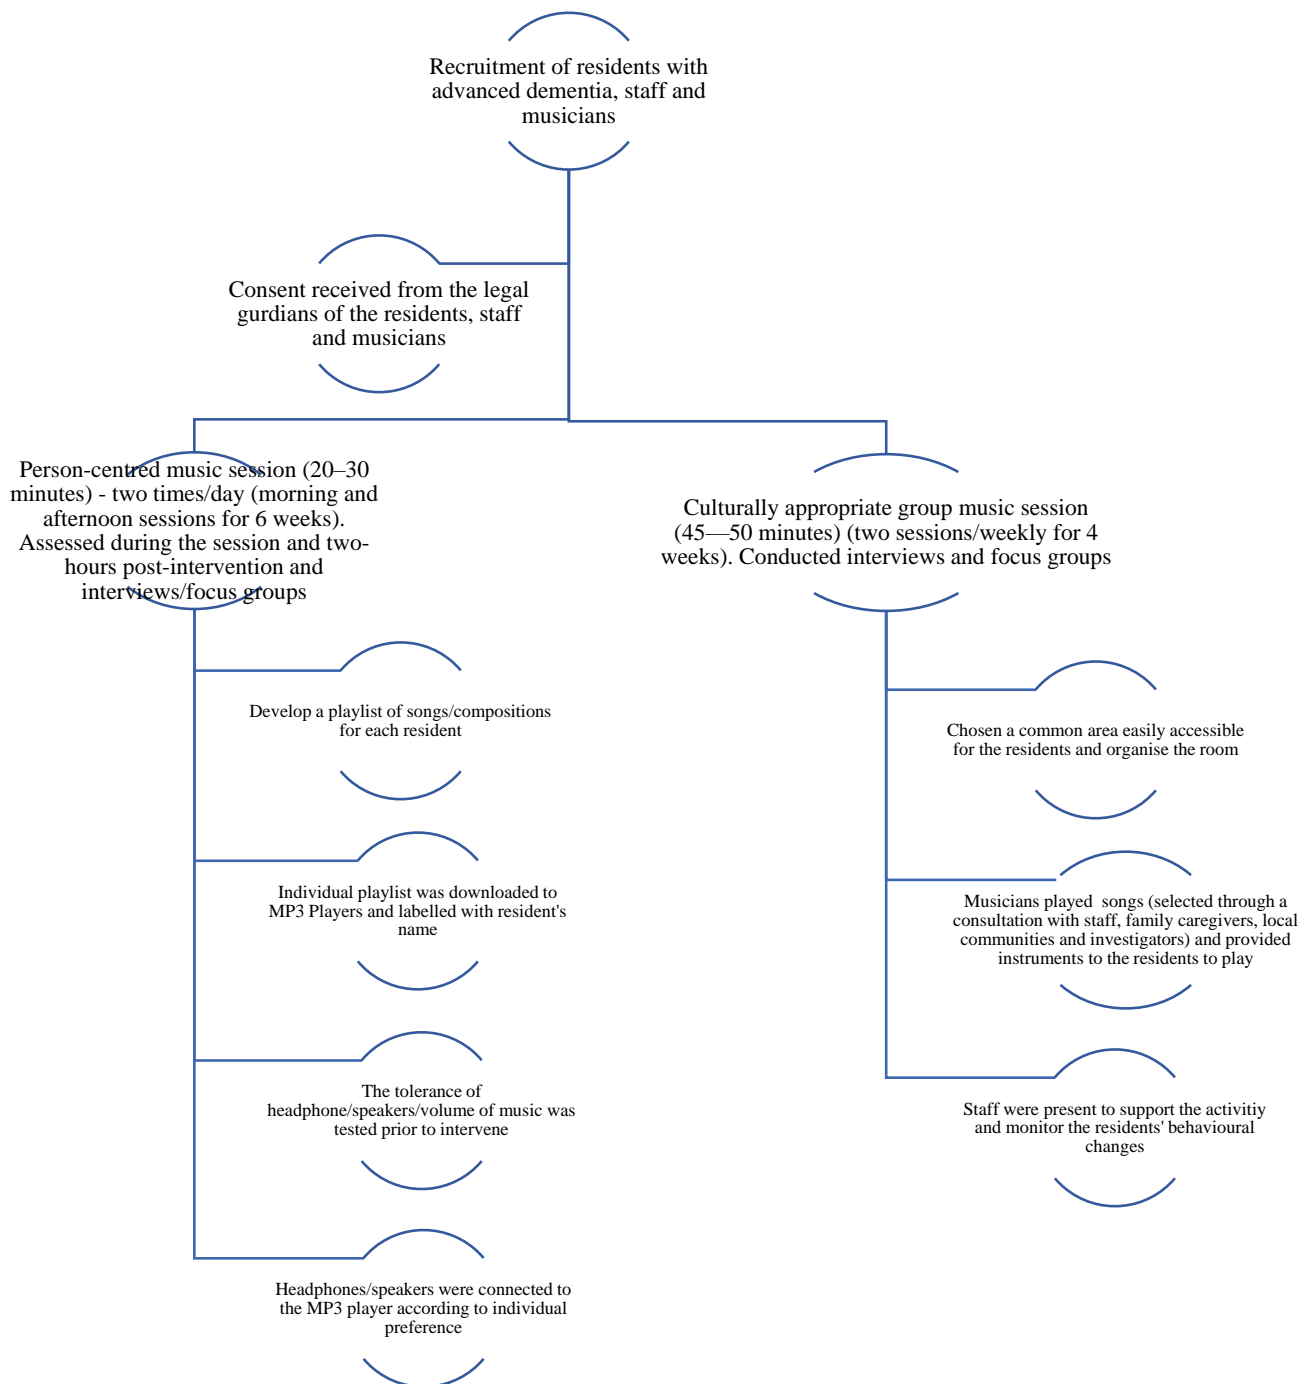 Recruitment of residents with
advanced dementia, staff and
musicians
Consent received from the legal
gurdians of the residents, staff
and musicians
Person-centred music session (20–30
minutes) - two times/day (morning and
afternoon sessions for 6 weeks).
Assessed during the session and two-
hours post-intervention and
interviews/focus groups
Develop a playlist of songs/compositions
for each resident
Individual playlist was downloaded to
MP3 Players and labelled with resident's
name
The tolerance of
headphone/speakers/volume of music was
tested prior to intervene
Headphones/speakers were connected to
the MP3 player according to individual
preference
Culturally appropriate group music session
(45—50 minutes) (two sessions/weekly for 4
weeks). Conducted interviews and focus groups
Chosen a common area easily accessible
for the residents and organise the room
Musicians played  songs (selected through a
consultation with staff, family caregivers, local
communities and investigators) and provided
instruments to the residents to play
Staff were present to support the activitiy
and monitor the residents' behavioural
changes